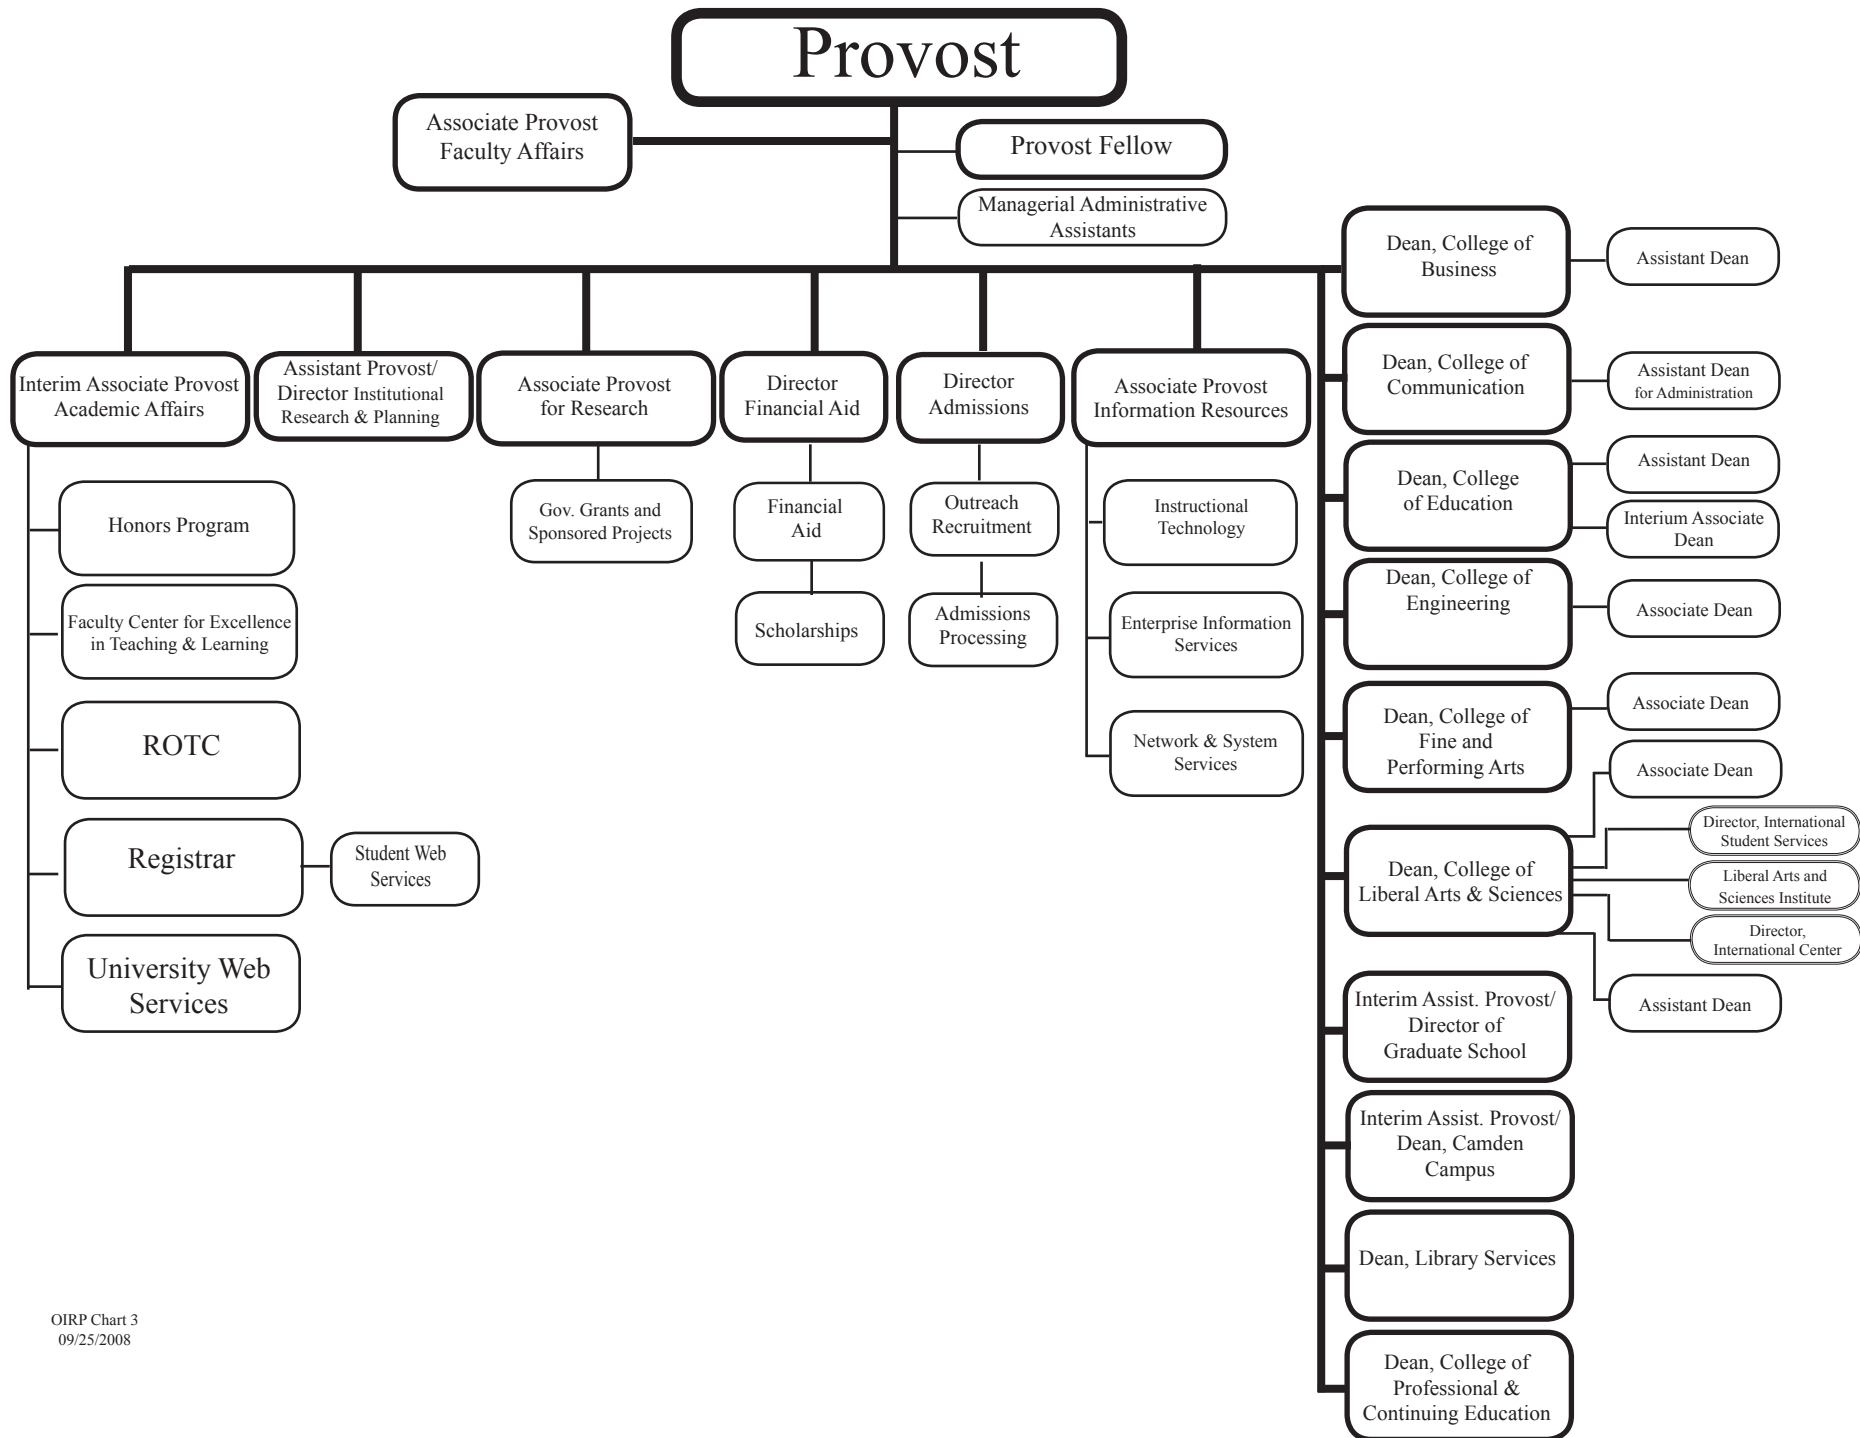 Provost
Associate Provost
Faculty Affairs
Provost Fellow
Managerial Administrative
Assistants
Interim Associate Provost
Academic Affairs
Honors Program
Faculty Center for Excellence
in Teaching & Learning
ROTC
Registrar
Student Web
Services
University Web
Services
Assistant Provost/
Director Institutional
Research & Planning
Associate Provost
for Research
Gov. Grants and
Sponsored Projects
Director
Financial Aid
Financial
Aid
Scholarships
Director
Admissions
Outreach
Recruitment
Admissions
Processing
Associate Provost
Information Resources
Instructional
Technology
Enterprise Information
Services
Network & System
Services
Dean, College of
Business
Assistant Dean
Dean, College of
Communication
Assistant Dean
for Administration
Dean, College
of Education
Assistant Dean
Interium Associate
Dean
Dean, College of
Engineering
Associate Dean
Dean, College of
Fine and
Performing Arts
Associate Dean
Dean, College of
Liberal Arts & Sciences
Associate Dean
Director, International
Student Services
Liberal Arts and
Sciences Institute
Director,
International Center
Assistant Dean
Interim Assist. Provost/
Director of
Graduate School
Interim Assist. Provost/
Dean, Camden
Campus
Dean, Library Services
Dean, College of
Professional &
Continuing Education
OIRP Chart 3
09/25/2008